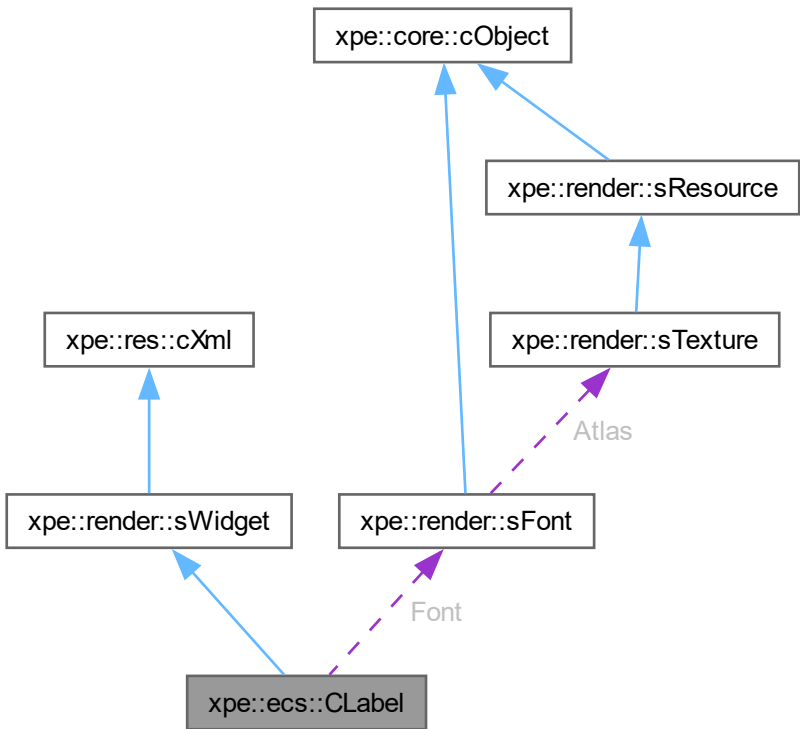 xpe::core::cObject
xpe::render::sResource
xpe::res::cXml
xpe::render::sTexture
Atlas
xpe::render::sWidget
xpe::render::sFont
Font
xpe::ecs::CLabel